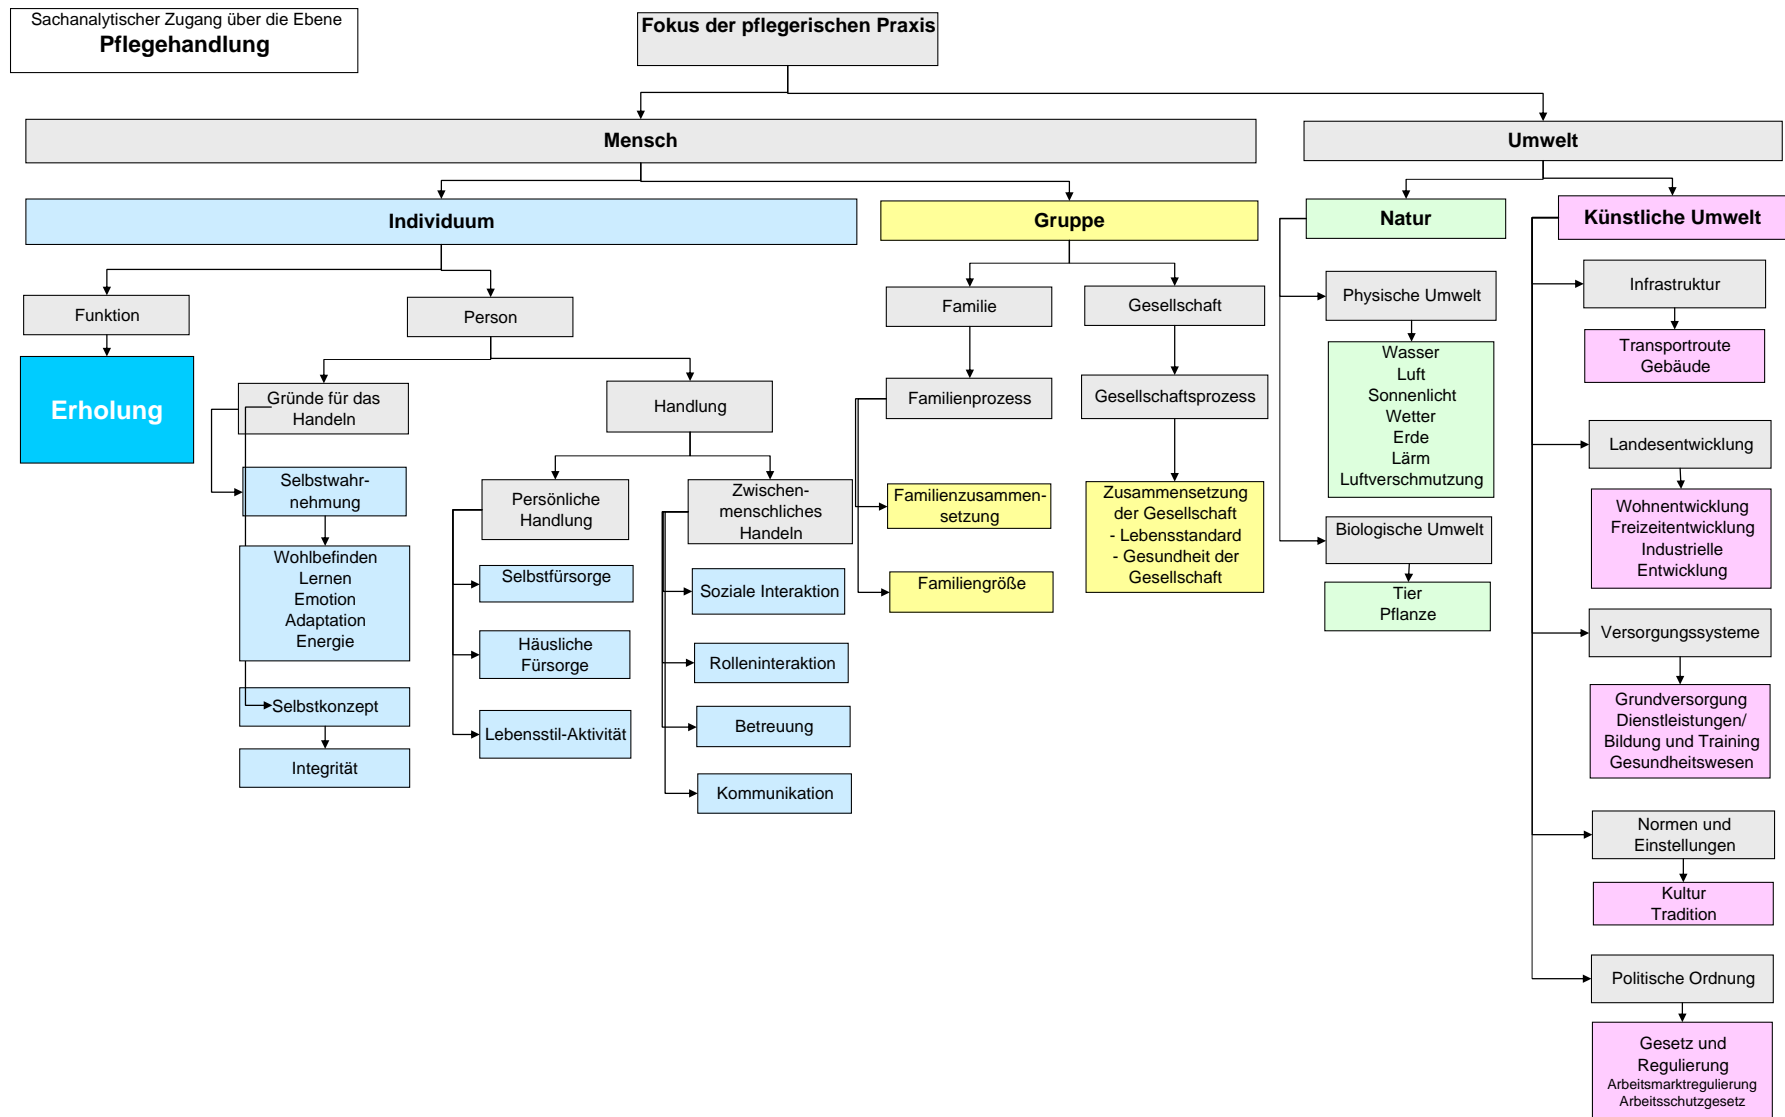 Sachanalytischer Zugang über die Ebene
Pflegehandlung
Fokus der pflegerischen Praxis
Mensch
Umwelt
Individuum
Gruppe
Natur
Künstliche Umwelt
Funktion
Person
Familie
Gesellschaft
Physische Umwelt
Infrastruktur
Erholung
Gründe für das
Handeln
Handlung
Familienprozess
Gesellschaftsprozess
Wasser
Luft
Sonnenlicht
Wetter
Erde
Lärm
Luftverschmutzung
Transportroute
Gebäude
Landesentwicklung
Selbstwahr-
nehmung
Persönliche
Handlung
Zwischen-
menschliches
Handeln
Familienzusammen-
setzung
Zusammensetzung
der Gesellschaft
- Lebensstandard
- Gesundheit der
Gesellschaft
Wohnentwicklung
Freizeitentwicklung
Industrielle
Entwicklung
Biologische Umwelt
Wohlbefinden
Lernen
Emotion
Adaptation
Energie
Selbstfürsorge
Soziale Interaktion
Familiengröße
Tier
Pflanze
Versorgungssysteme
Häusliche
Fürsorge
Rolleninteraktion
Selbstkonzept
Lebensstil-Aktivität
Betreuung
Grundversorgung
Dienstleistungen/
Bildung und Training
Gesundheitswesen
Integrität
Kommunikation
Normen und
Einstellungen
Kultur
Tradition
Politische Ordnung
Gesetz und
Regulierung
Arbeitsmarktregulierung
Arbeitsschutzgesetz